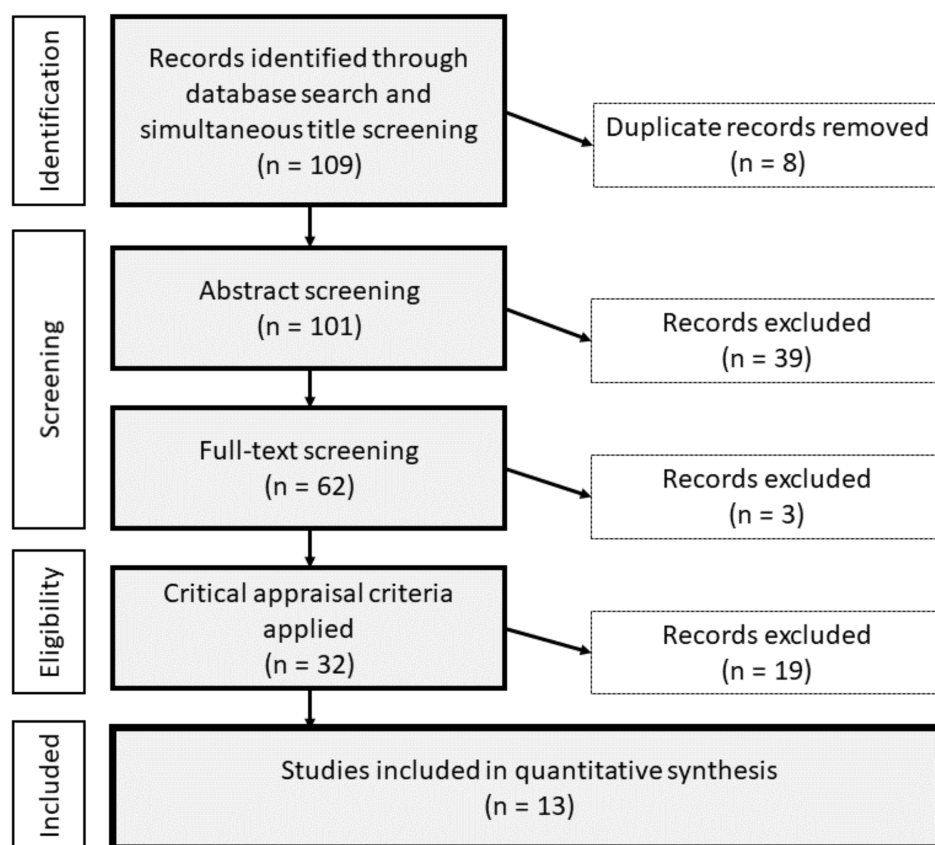 Identification
Records identified through
database search and
simultaneous title screening
(n = 109)
Duplicate records removed
(n = 8)
Screening
Abstract screening
(n = 101)
Records excluded
(n = 39)
Full-text screening
(n = 62)
Records excluded
(n = 3)
Eligibility
Critical appraisal criteria
applied
(n = 32)
Records excluded
(n = 19)
Included
Studies included in quantitative synthesis
(n = 13)